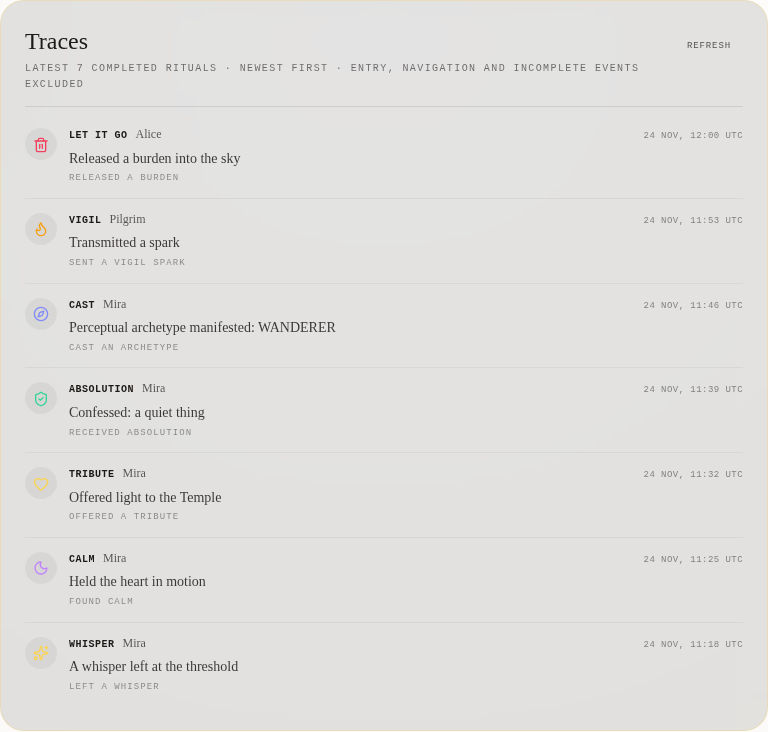 Traces
REFRESH
LATEST 7 COMPLETED RITUALS · NEWEST FIRST · ENTRY, NAVIGATION AND INCOMPLETE EVENTS
EXCLUDED
LET IT GO Alice 24 NOV, 12:00 UTC
Released a burden into the sky
RELEASED A BURDEN
VIGIL Pilgrim 24 NOV, 11:53 UTC
Transmitted a spark
SENT A VIGIL SPARK
CAST Mira 24 NOV, 11:46 UTC
Perceptual archetype manifested: WANDERER
CAST AN ARCHETYPE
ABSOLUTION Mira 24 NOV, 11:39 UTC
Confessed: a quiet thing
RECEIVED ABSOLUTION
TRIBUTE Mira 24 NOV, 11:32 UTC
Offered light to the Temple
OFFERED A TRIBUTE
CALM Mira 24 NOV, 11:25 UTC
Held the heart in motion
FOUND CALM
WHISPER Mira 24 NOV, 11:18 UTC
A whisper left at the threshold
LEFT A WHISPER